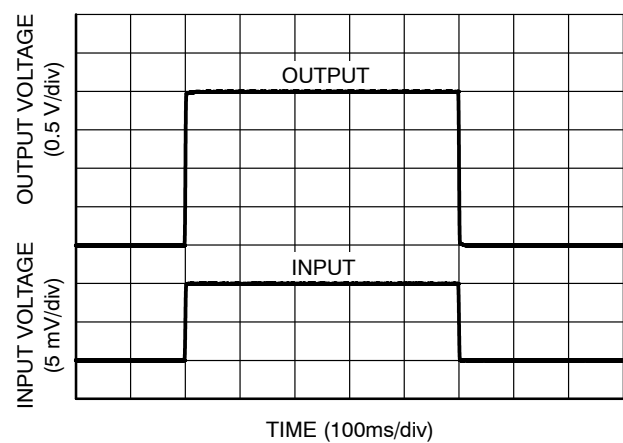 OUTPUT VOLTAGE
(0.5 V/div)
OUTPUT
INPUT VOLTAGE
(5 mV/div)
INPUT
TIME (100ms/div)